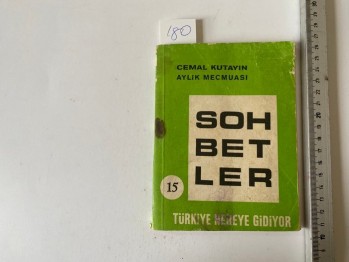 180
CEMAL KUTAYIN
AYLIK MECMUASI
SOH
BET
LER
15
TÜRKİYE NEREYE GİDİYOR